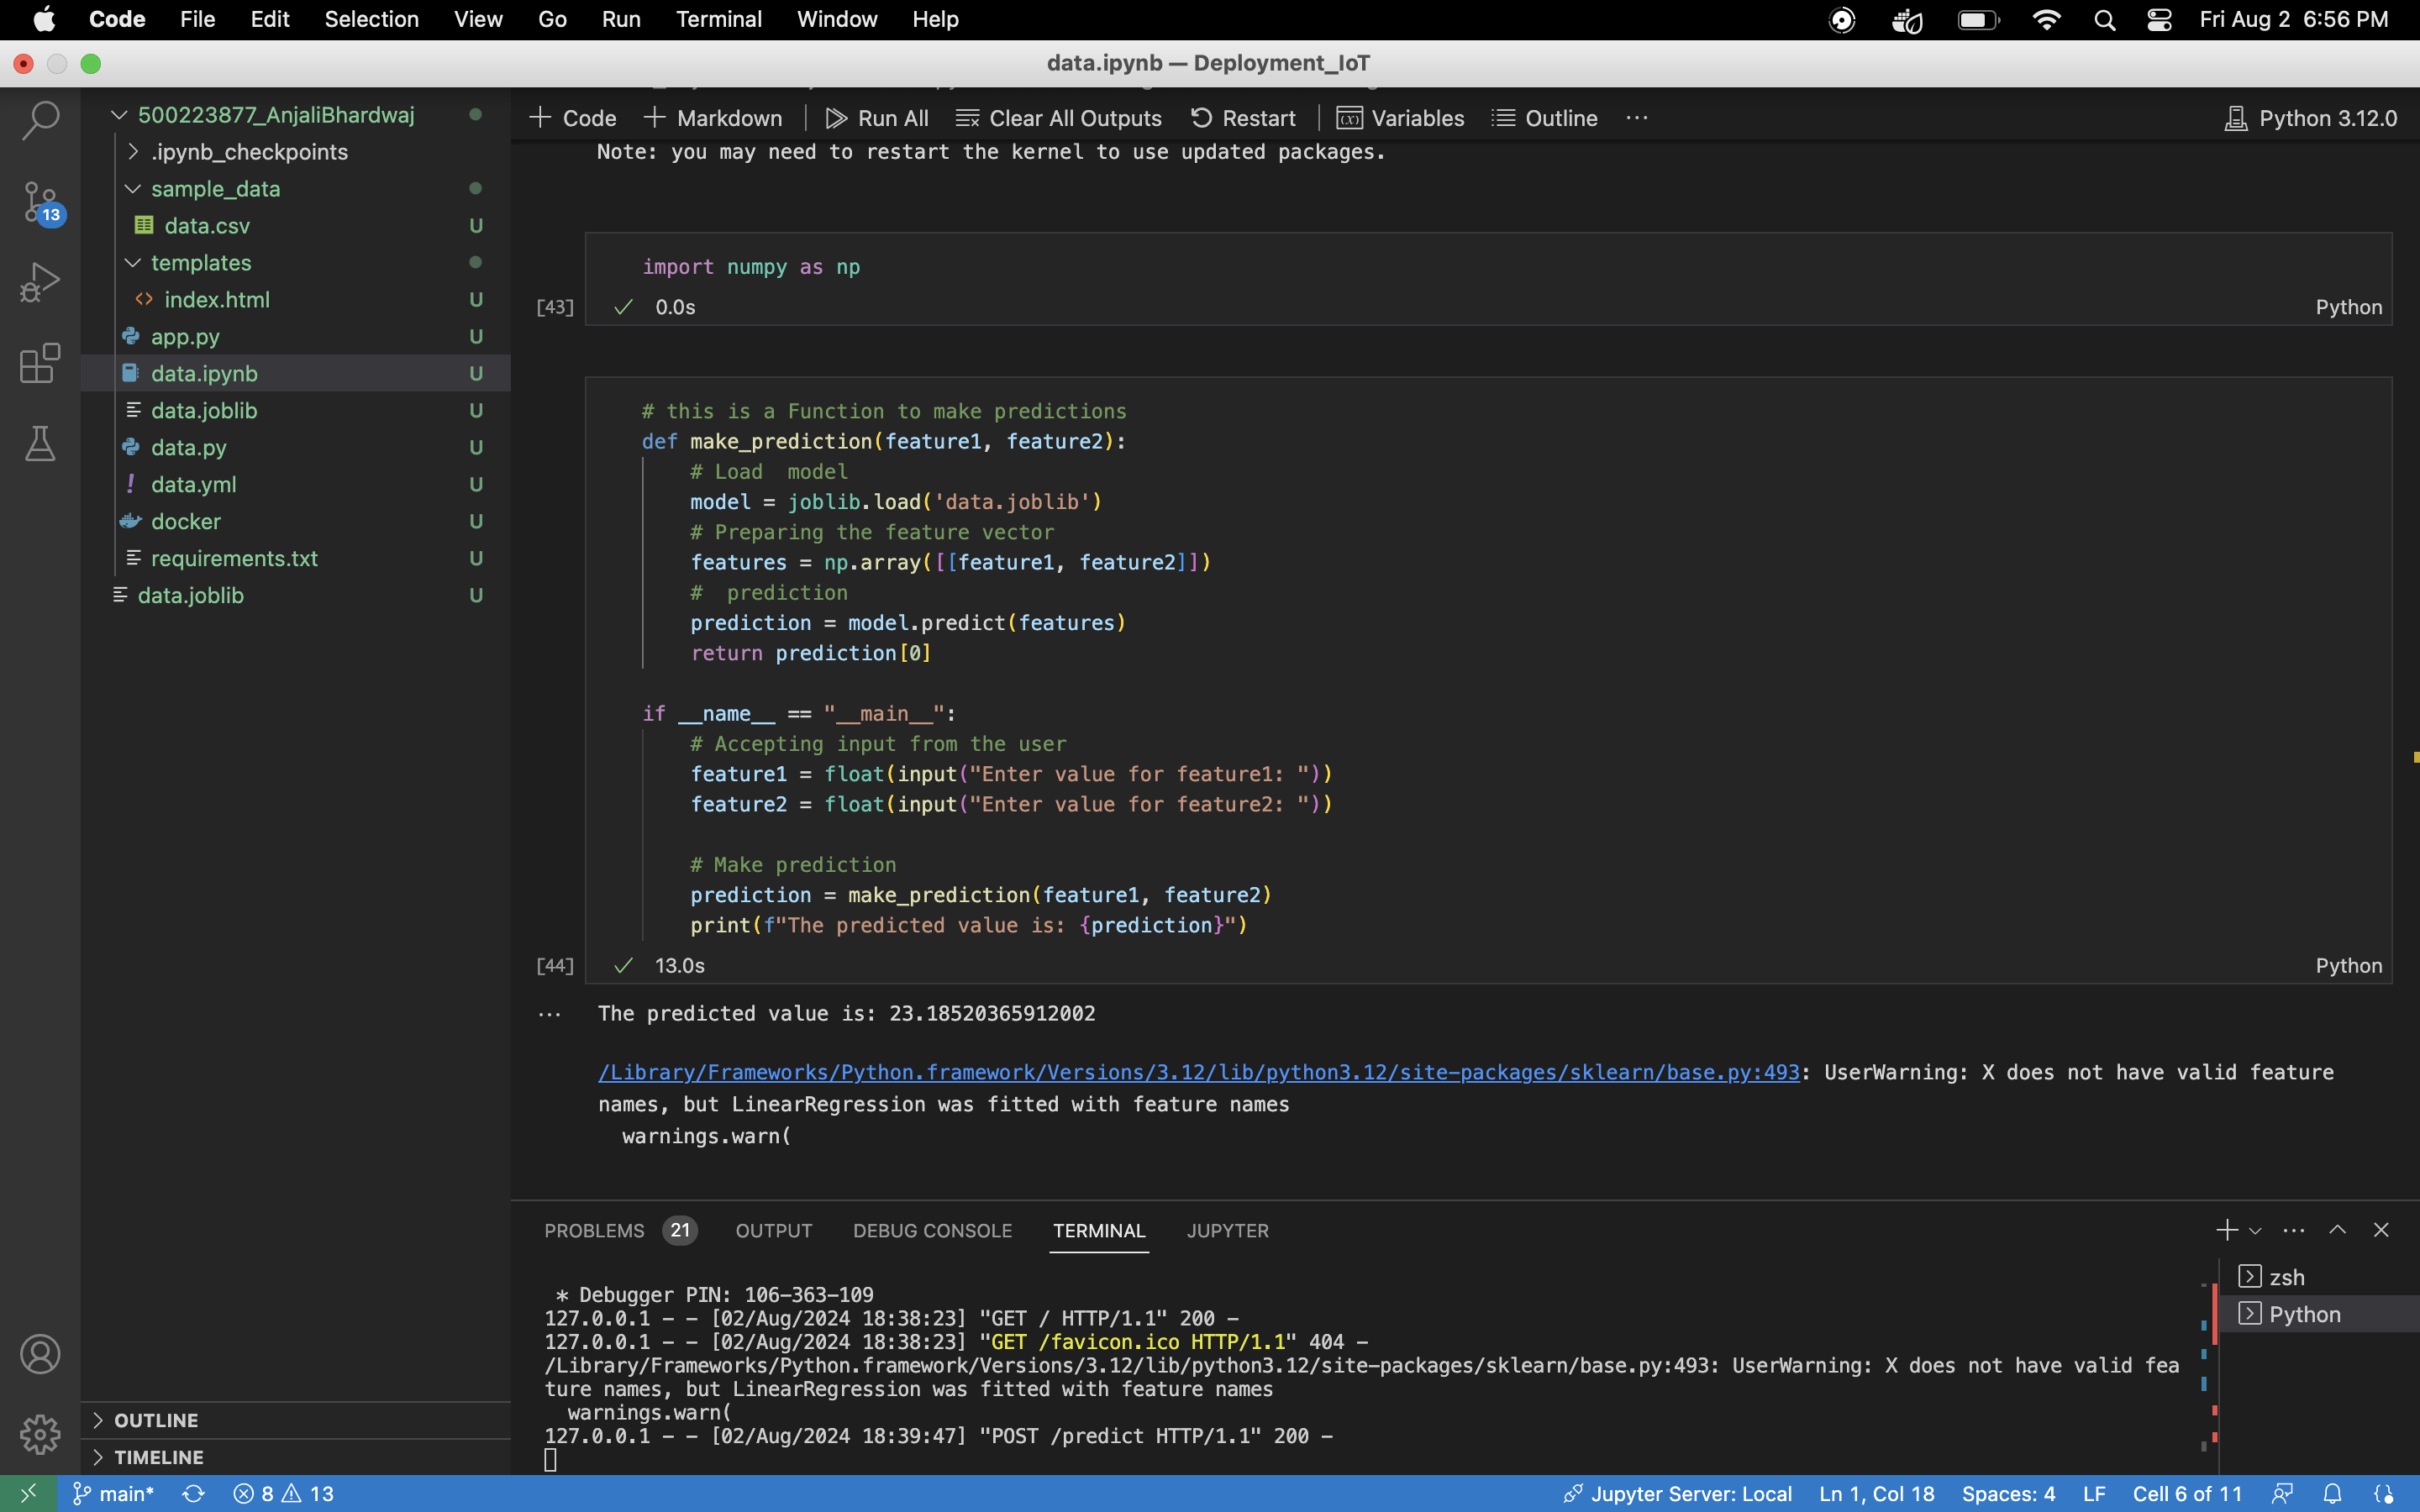 Code File Edit Selection View Go Run Terminal Window Help Fri Aug 2 6:56 PM
data.ipynb — Deployment_IoT
500223877_AnjaliBhardwaj
.ipynb_checkpoints
sample_data
data.csv U
templates
index.html U
app.py U
data.ipynb U
data.joblib U
data.py U
data.yml U
docker U
requirements.txt U
data.joblib U
13
OUTLINE
TIMELINE
+ Code + Markdown Run All Clear All Outputs Restart Variables Outline ··· Python 3.12.0
Note: you may need to restart the kernel to use updated packages.
import numpy as np
[43] ✓ 0.0s Python
# this is a Function to make predictions
def make_prediction(feature1, feature2):
    # Load  model
    model = joblib.load('data.joblib')
    # Preparing the feature vector
    features = np.array([[feature1, feature2]])
    #  prediction
    prediction = model.predict(features)
    return prediction[0]
if __name__ == "__main__":
    # Accepting input from the user
    feature1 = float(input("Enter value for feature1: "))
    feature2 = float(input("Enter value for feature2: "))
    # Make prediction
    prediction = make_prediction(feature1, feature2)
    print(f"The predicted value is: {prediction}")
[44] ✓ 13.0s Python
··· The predicted value is: 23.18520365912002
/Library/Frameworks/Python.framework/Versions/3.12/lib/python3.12/site-packages/sklearn/base.py:493: UserWarning: X does not have valid feature
names, but LinearRegression was fitted with feature names
  warnings.warn(
PROBLEMS 21 OUTPUT DEBUG CONSOLE TERMINAL JUPYTER
zsh
Python
 * Debugger PIN: 106-363-109
127.0.0.1 - - [02/Aug/2024 18:38:23] "GET / HTTP/1.1" 200 -
127.0.0.1 - - [02/Aug/2024 18:38:23] "GET /favicon.ico HTTP/1.1" 404 -
/Library/Frameworks/Python.framework/Versions/3.12/lib/python3.12/site-packages/sklearn/base.py:493: UserWarning: X does not have valid fea
ture names, but LinearRegression was fitted with feature names
  warnings.warn(
127.0.0.1 - - [02/Aug/2024 18:39:47] "POST /predict HTTP/1.1" 200 -
main* 8 13 Jupyter Server: Local Ln 1, Col 18 Spaces: 4 LF Cell 6 of 11